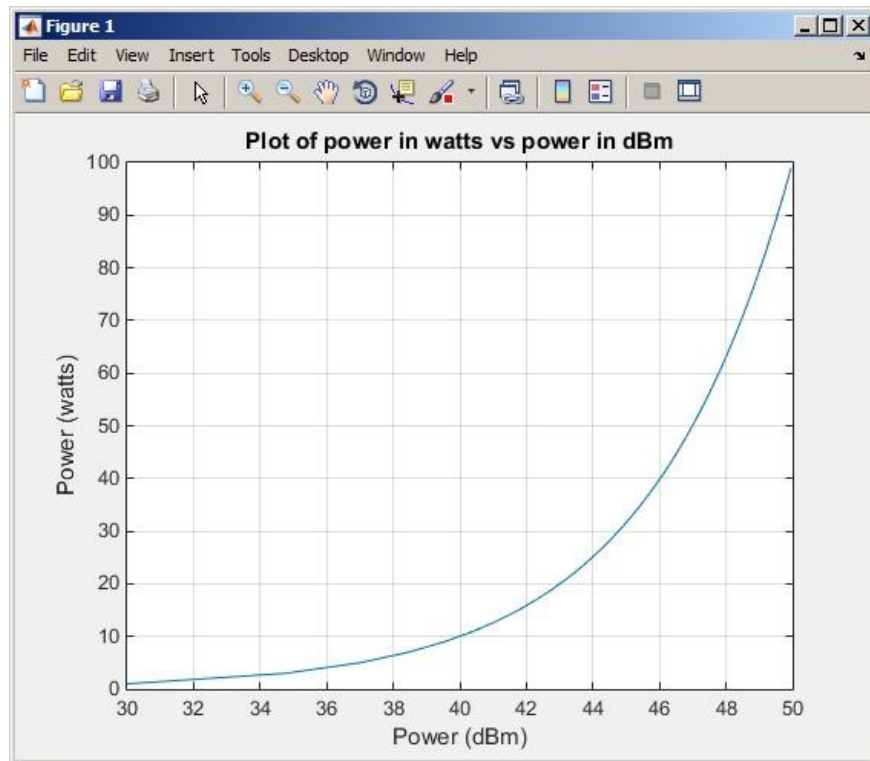 Figure 1
File Edit View Insert Tools Desktop Window Help
Plot of power in watts vs power in dBm
100
90
80
70
60
50
40
30
20
10
0
Power (watts)
30 32 34 36 38 40 42 44 46 48 50
Power (dBm)